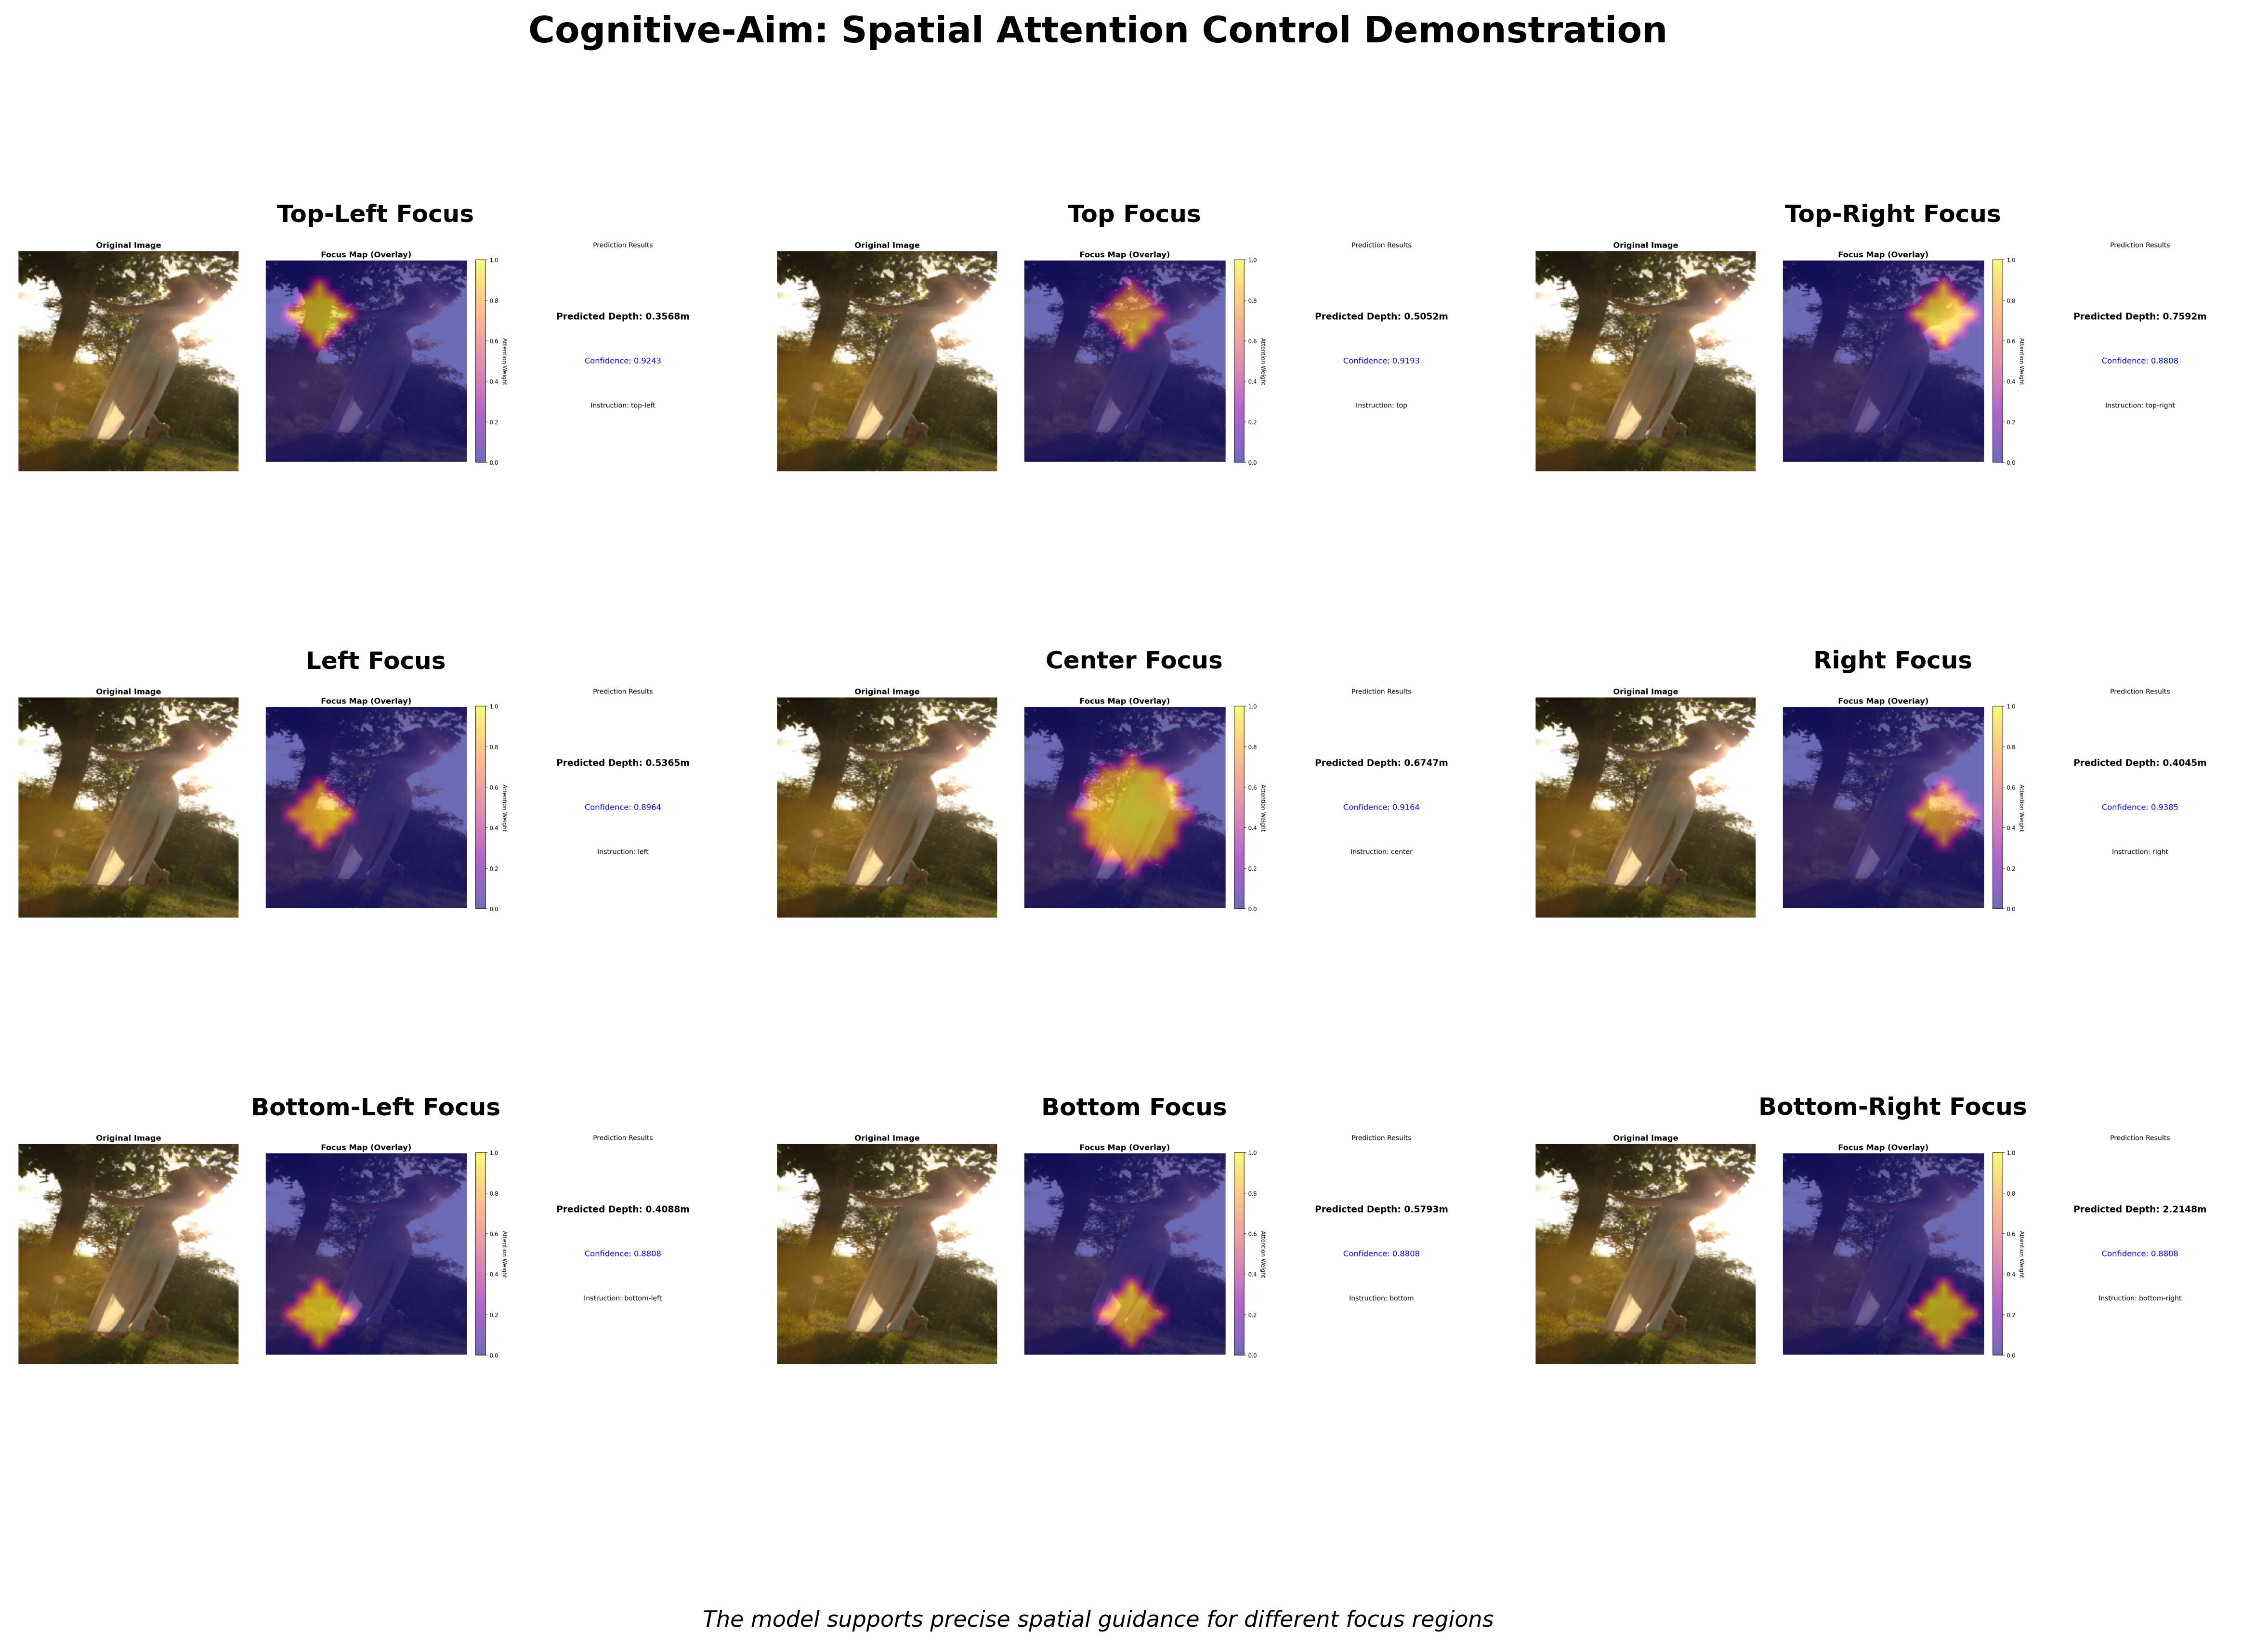 Cognitive-Aim: Spatial Attention Control Demonstration
Top-Left Focus
Original Image
Focus Map (Overlay)
1.0
0.8
0.6
0.4
0.2
0.0
Attention Weight
Prediction Results
Predicted Depth: 0.3568m
Confidence: 0.9243
Instruction: top-left
Top Focus
Original Image
Focus Map (Overlay)
1.0
0.8
0.6
0.4
0.2
0.0
Attention Weight
Prediction Results
Predicted Depth: 0.5052m
Confidence: 0.9193
Instruction: top
Top-Right Focus
Original Image
Focus Map (Overlay)
1.0
0.8
0.6
0.4
0.2
0.0
Attention Weight
Prediction Results
Predicted Depth: 0.7592m
Confidence: 0.8808
Instruction: top-right
Left Focus
Original Image
Focus Map (Overlay)
1.0
0.8
0.6
0.4
0.2
0.0
Attention Weight
Prediction Results
Predicted Depth: 0.5365m
Confidence: 0.8964
Instruction: left
Center Focus
Original Image
Focus Map (Overlay)
1.0
0.8
0.6
0.4
0.2
0.0
Attention Weight
Prediction Results
Predicted Depth: 0.6747m
Confidence: 0.9164
Instruction: center
Right Focus
Original Image
Focus Map (Overlay)
1.0
0.8
0.6
0.4
0.2
0.0
Attention Weight
Prediction Results
Predicted Depth: 0.4045m
Confidence: 0.9385
Instruction: right
Bottom-Left Focus
Original Image
Focus Map (Overlay)
1.0
0.8
0.6
0.4
0.2
0.0
Attention Weight
Prediction Results
Predicted Depth: 0.4088m
Confidence: 0.8808
Instruction: bottom-left
Bottom Focus
Original Image
Focus Map (Overlay)
1.0
0.8
0.6
0.4
0.2
0.0
Attention Weight
Prediction Results
Predicted Depth: 0.5793m
Confidence: 0.8808
Instruction: bottom
Bottom-Right Focus
Original Image
Focus Map (Overlay)
1.0
0.8
0.6
0.4
0.2
0.0
Attention Weight
Prediction Results
Predicted Depth: 2.2148m
Confidence: 0.8808
Instruction: bottom-right
The model supports precise spatial guidance for different focus regions